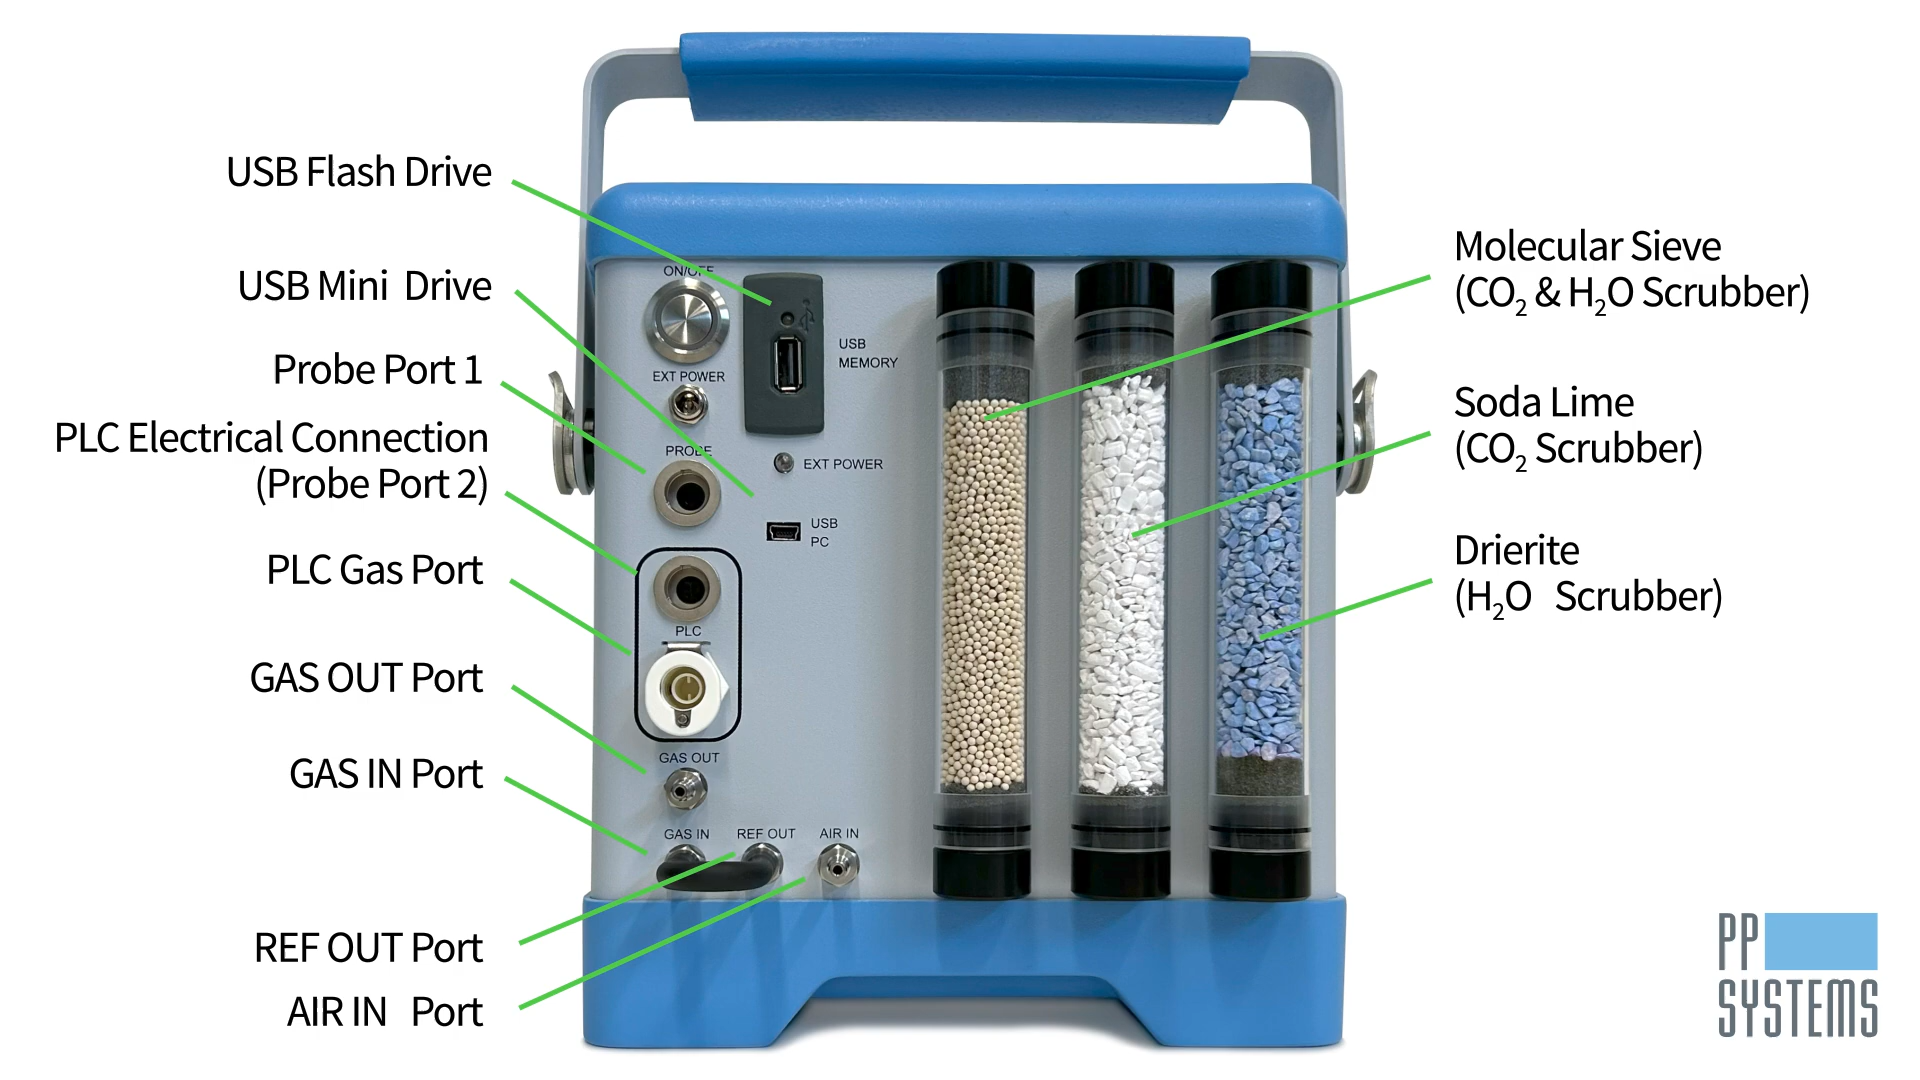 USB Flash Drive
USB Mini Drive
Probe Port 1
PLC Electrical Connection
(Probe Port 2)
PLC Gas Port
GAS OUT Port
GAS IN Port
REF OUT Port
AIR IN Port
ON/OFF
EXT POWER
PROBE
PLC
GAS OUT
GAS IN
REF OUT
AIR IN
USB
MEMORY
EXT POWER
USB
PC
Molecular Sieve
(CO₂ & H₂O Scrubber)
Soda Lime
(CO₂ Scrubber)
Drierite
(H₂O Scrubber)
PP
SYSTEMS